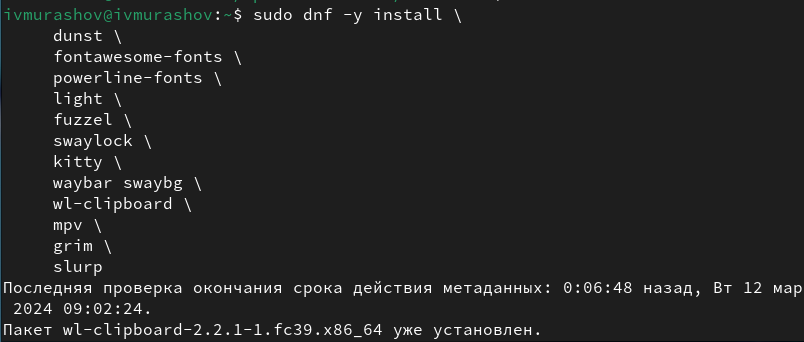 ivmurashov@ivmurashov:~$ sudo dnf -y install \
dunst \
fontawesome-fonts \
powerline-fonts \
light \
fuzzel \
swaylock \
kitty \
waybar swaybg \
wl-clipboard \
mpv \
grim \
slurp
Последняя проверка окончания срока действия метаданных: 0:06:48 назад, Вт 12 мар
2024 09:02:24.
Пакет wl-clipboard-2.2.1-1.fc39.x86_64 уже установлен.